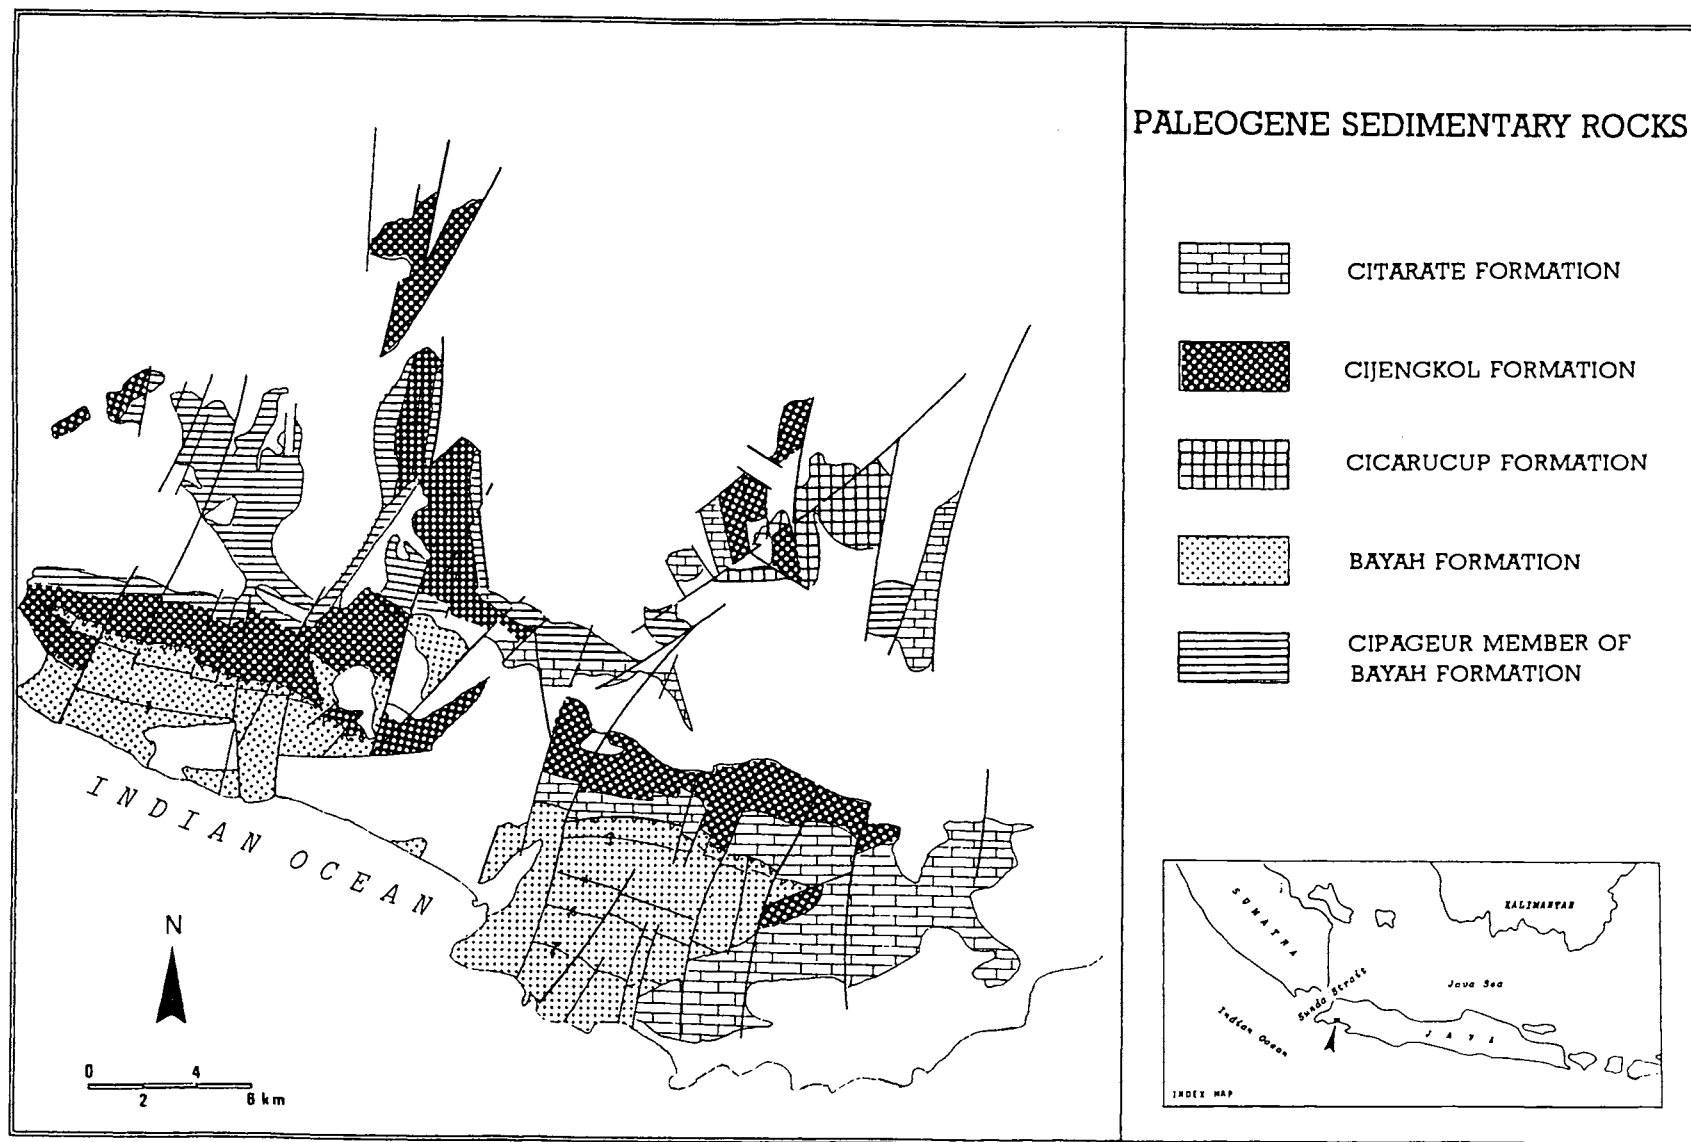 PALEOGENE SEDIMENTARY ROCKS
CITARATE FORMATION
CIJENGKOL FORMATION
CICARUCUP FORMATION
BAYAH FORMATION
CIPAGEUR MEMBER OF
BAYAH FORMATION
INDIAN OCEAN
N
0 4
2 6 km
SUMATRA
KALIMANTAN
Java Sea
Sunda Strait
Indian Ocean
JAVA
INDEX MAP